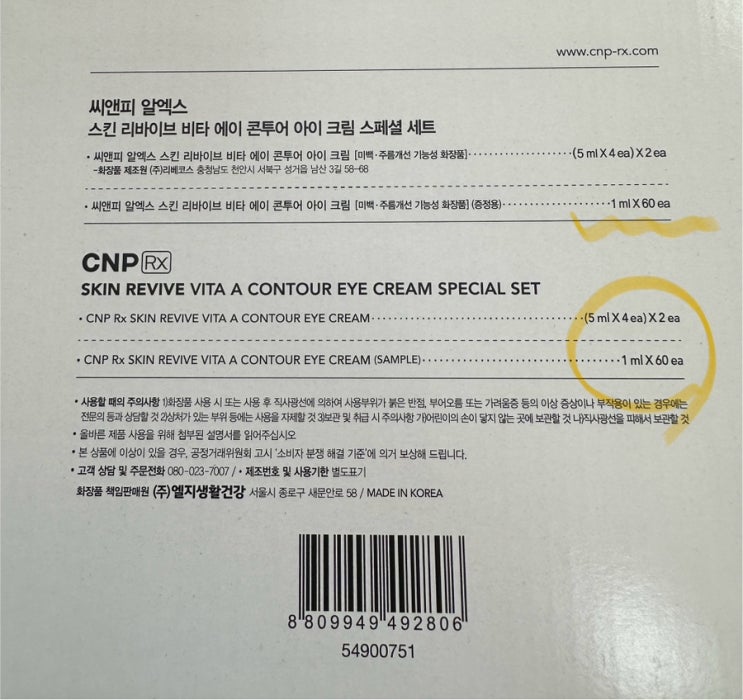 www.cnp-rx.com
씨앤피 알엑스
스킨 리바이브 비타 에이 콘투어 아이 크림 스페셜 세트
• 씨앤피 알엑스 스킨 리바이브 비타 에이 콘투어 아이 크림 [미백·주름개선 기능성 화장품]·····················(5 ml X 4 ea) X 2 ea
-화장품 제조원 (주)리베코스 충청남도 천안시 서북구 성거읍 남산 3길 58-68
• 씨앤피 알엑스 스킨 리바이브 비타 에이 콘투어 아이 크림 [미백·주름개선 기능성 화장품] (증정용)·····················1 ml X 60 ea
CNP Rx
SKIN REVIVE VITA A CONTOUR EYE CREAM SPECIAL SET
• CNP Rx SKIN REVIVE VITA A CONTOUR EYE CREAM·····································(5 ml X 4 ea) X 2 ea
• CNP Rx SKIN REVIVE VITA A CONTOUR EYE CREAM (SAMPLE)···································1 ml X 60 ea
• 사용할 때의 주의사항 1)화장품 사용 시 또는 사용 후 직사광선에 의하여 사용부위가 붉은 반점, 부어오름 또는 가려움증 등의 이상 증상이나 부작용이 있는 경우에는
전문의 등과 상담할 것 2)상처가 있는 부위 등에는 사용을 자제할 것 3)보관 및 취급 시 주의사항 가)어린이의 손이 닿지 않는 곳에 보관할 것 나)직사광선을 피해서 보관할 것
• 올바른 제품 사용을 위해 첨부된 설명서를 읽어주십시오
• 본 상품에 이상이 있을 경우, 공정거래위원회 고시 '소비자 분쟁 해결 기준'에 의거 보상해 드립니다.
• 고객 상담 및 주문전화 080-023-7007 / • 제조번호 및 사용기한 별도표기
화장품 책임판매원 (주)엘지생활건강 서울시 종로구 새문안로 58 / MADE IN KOREA
8 809949 492806
54900751